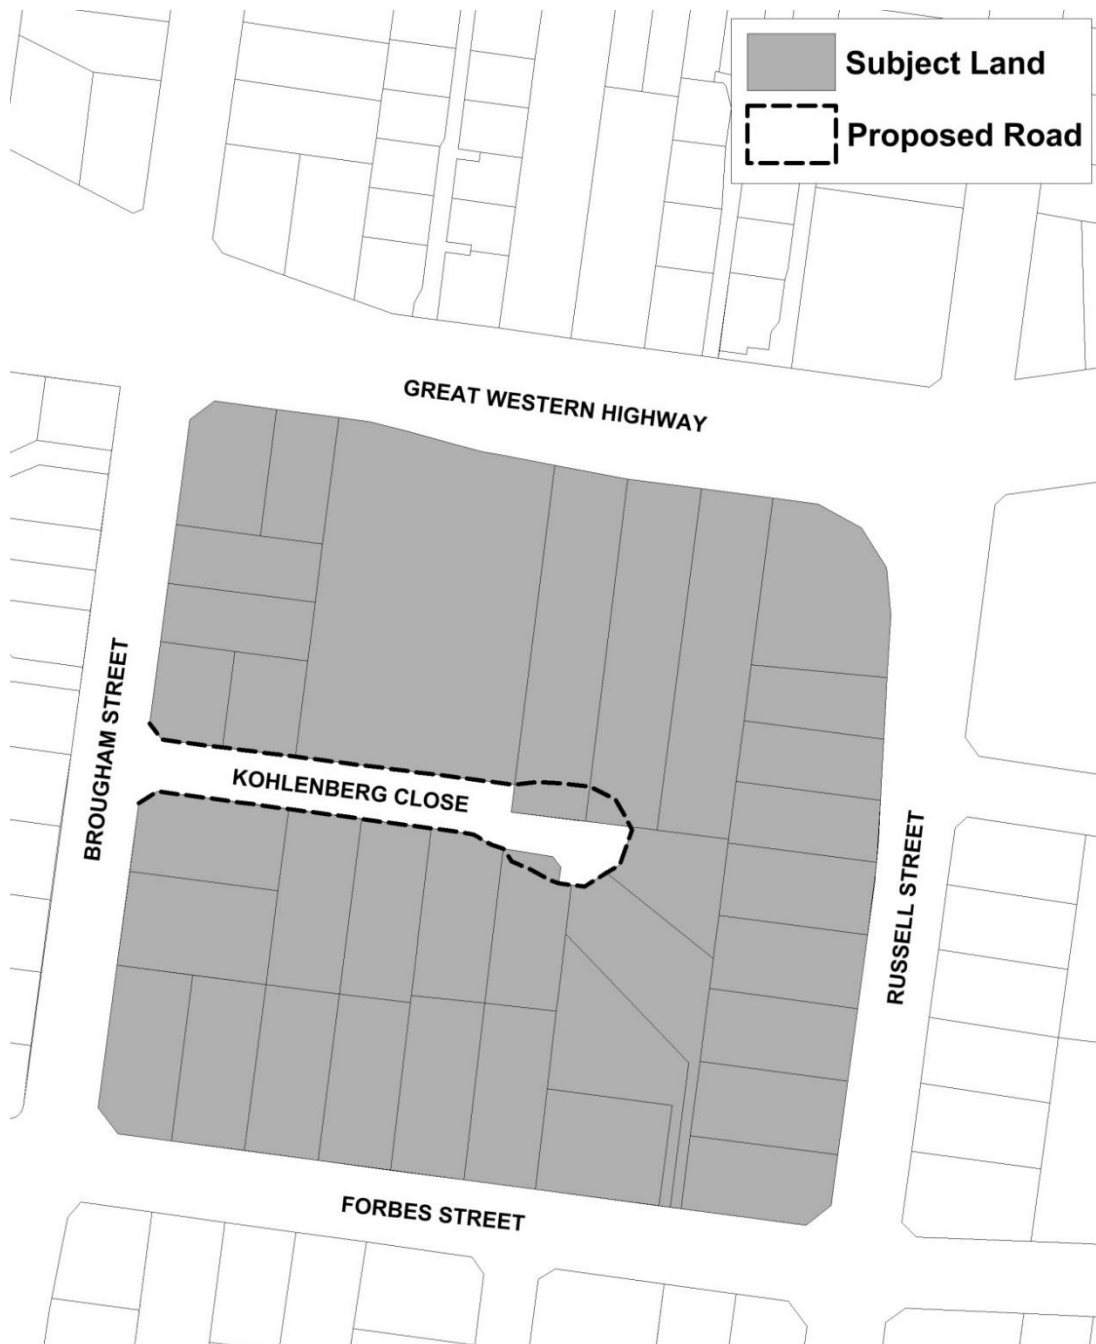 Subject Land
Proposed Road
GREAT WESTERN HIGHWAY
BROUGHAM STREET
KOHLENBERG CLOSE
RUSSELL STREET
FORBES STREET